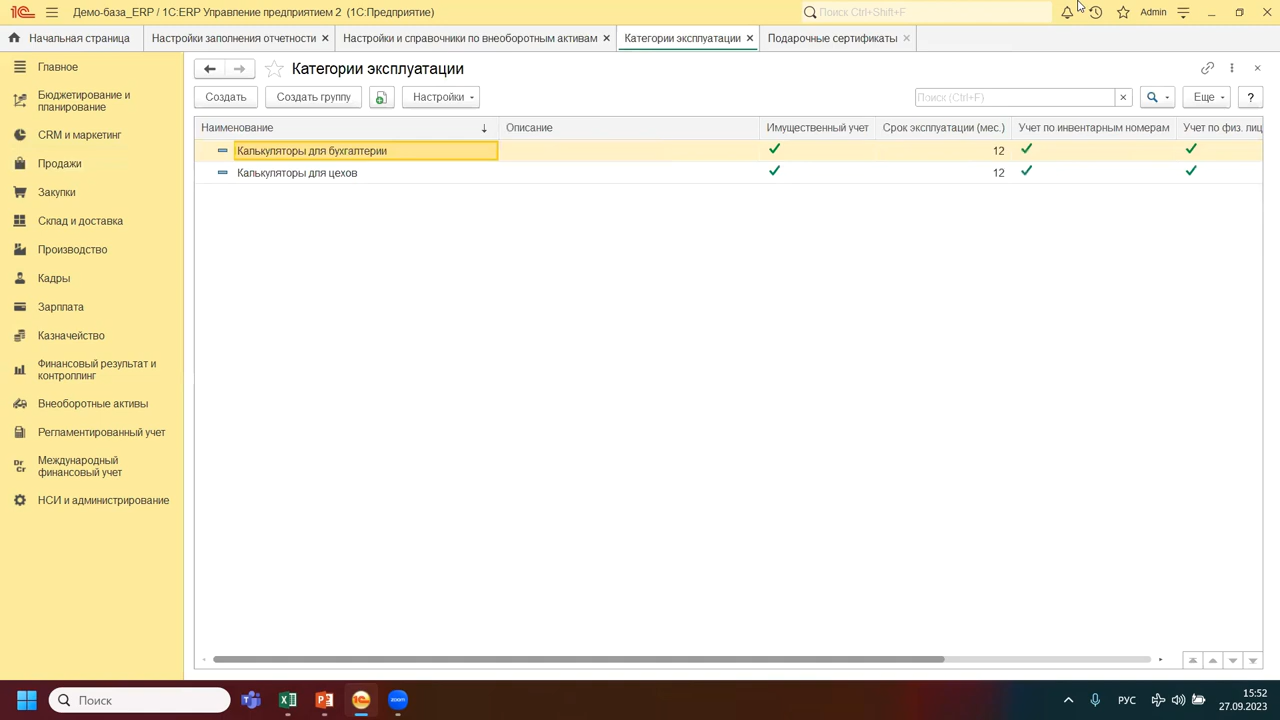 Демо-база_ERP / 1С:ERP Управление предприятием 2 (1С:Предприятие)
Поиск Ctrl+Shift+F
Admin
Начальная страница
Настройки заполнения отчетности
Настройки и справочники по внеоборотным активам
Категории эксплуатации
Подарочные сертификаты
Главное
Бюджетирование и
планирование
CRM и маркетинг
Продажи
Закупки
Склад и доставка
Производство
Кадры
Зарплата
Казначейство
Финансовый результат и
контроллинг
Внеоборотные активы
Регламентированный учет
Международный
финансовый учет
НСИ и администрирование
Категории эксплуатации
Создать
Создать группу
Настройки
Поиск (Ctrl+F)
Еще
?
Наименование
Описание
Имущественный учет
Срок эксплуатации (мес.)
Учет по инвентарным номерам
Учет по физ. лиц
Калькуляторы для бухгалтерии
12
Калькуляторы для цехов
12
Поиск
РУС
15:52
27.09.2023